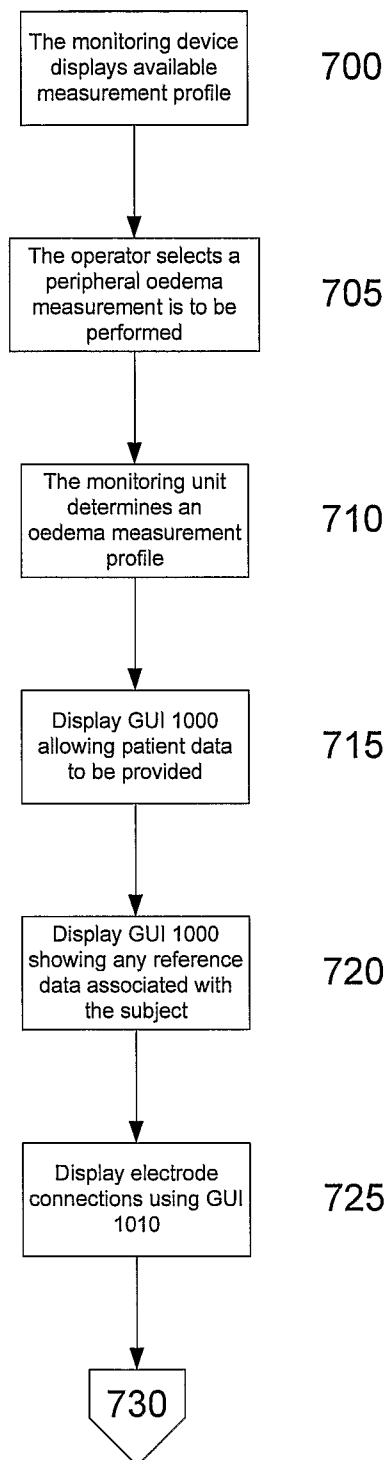 The monitoring device
displays available
measurement profile
700
The operator selects a
peripheral oedema
measurement is to be
performed
705
The monitoring unit
determines an
oedema measurement
profile
710
Display GUI 1000
allowing patient data
to be provided
715
Display GUI 1000
showing any reference
data associated with
the subject
720
Display electrode
connections using GUI
1010
725
730